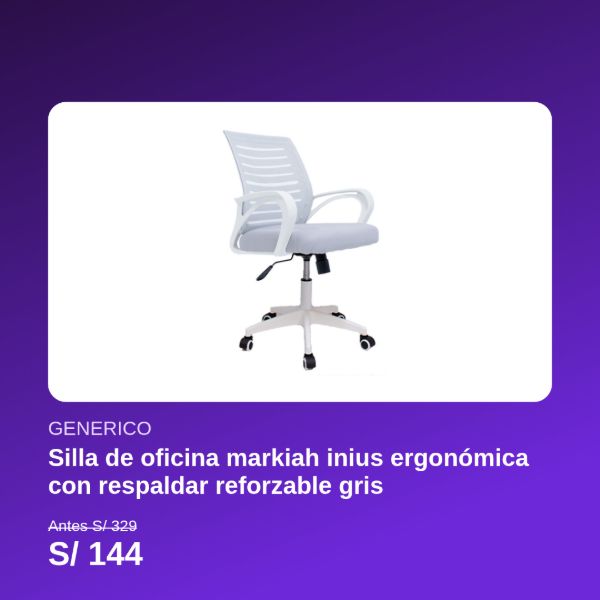 GENERICO
Silla de oficina markiah inius ergonómica
con respaldar reforzable gris
Antes S/ 329
S/ 144